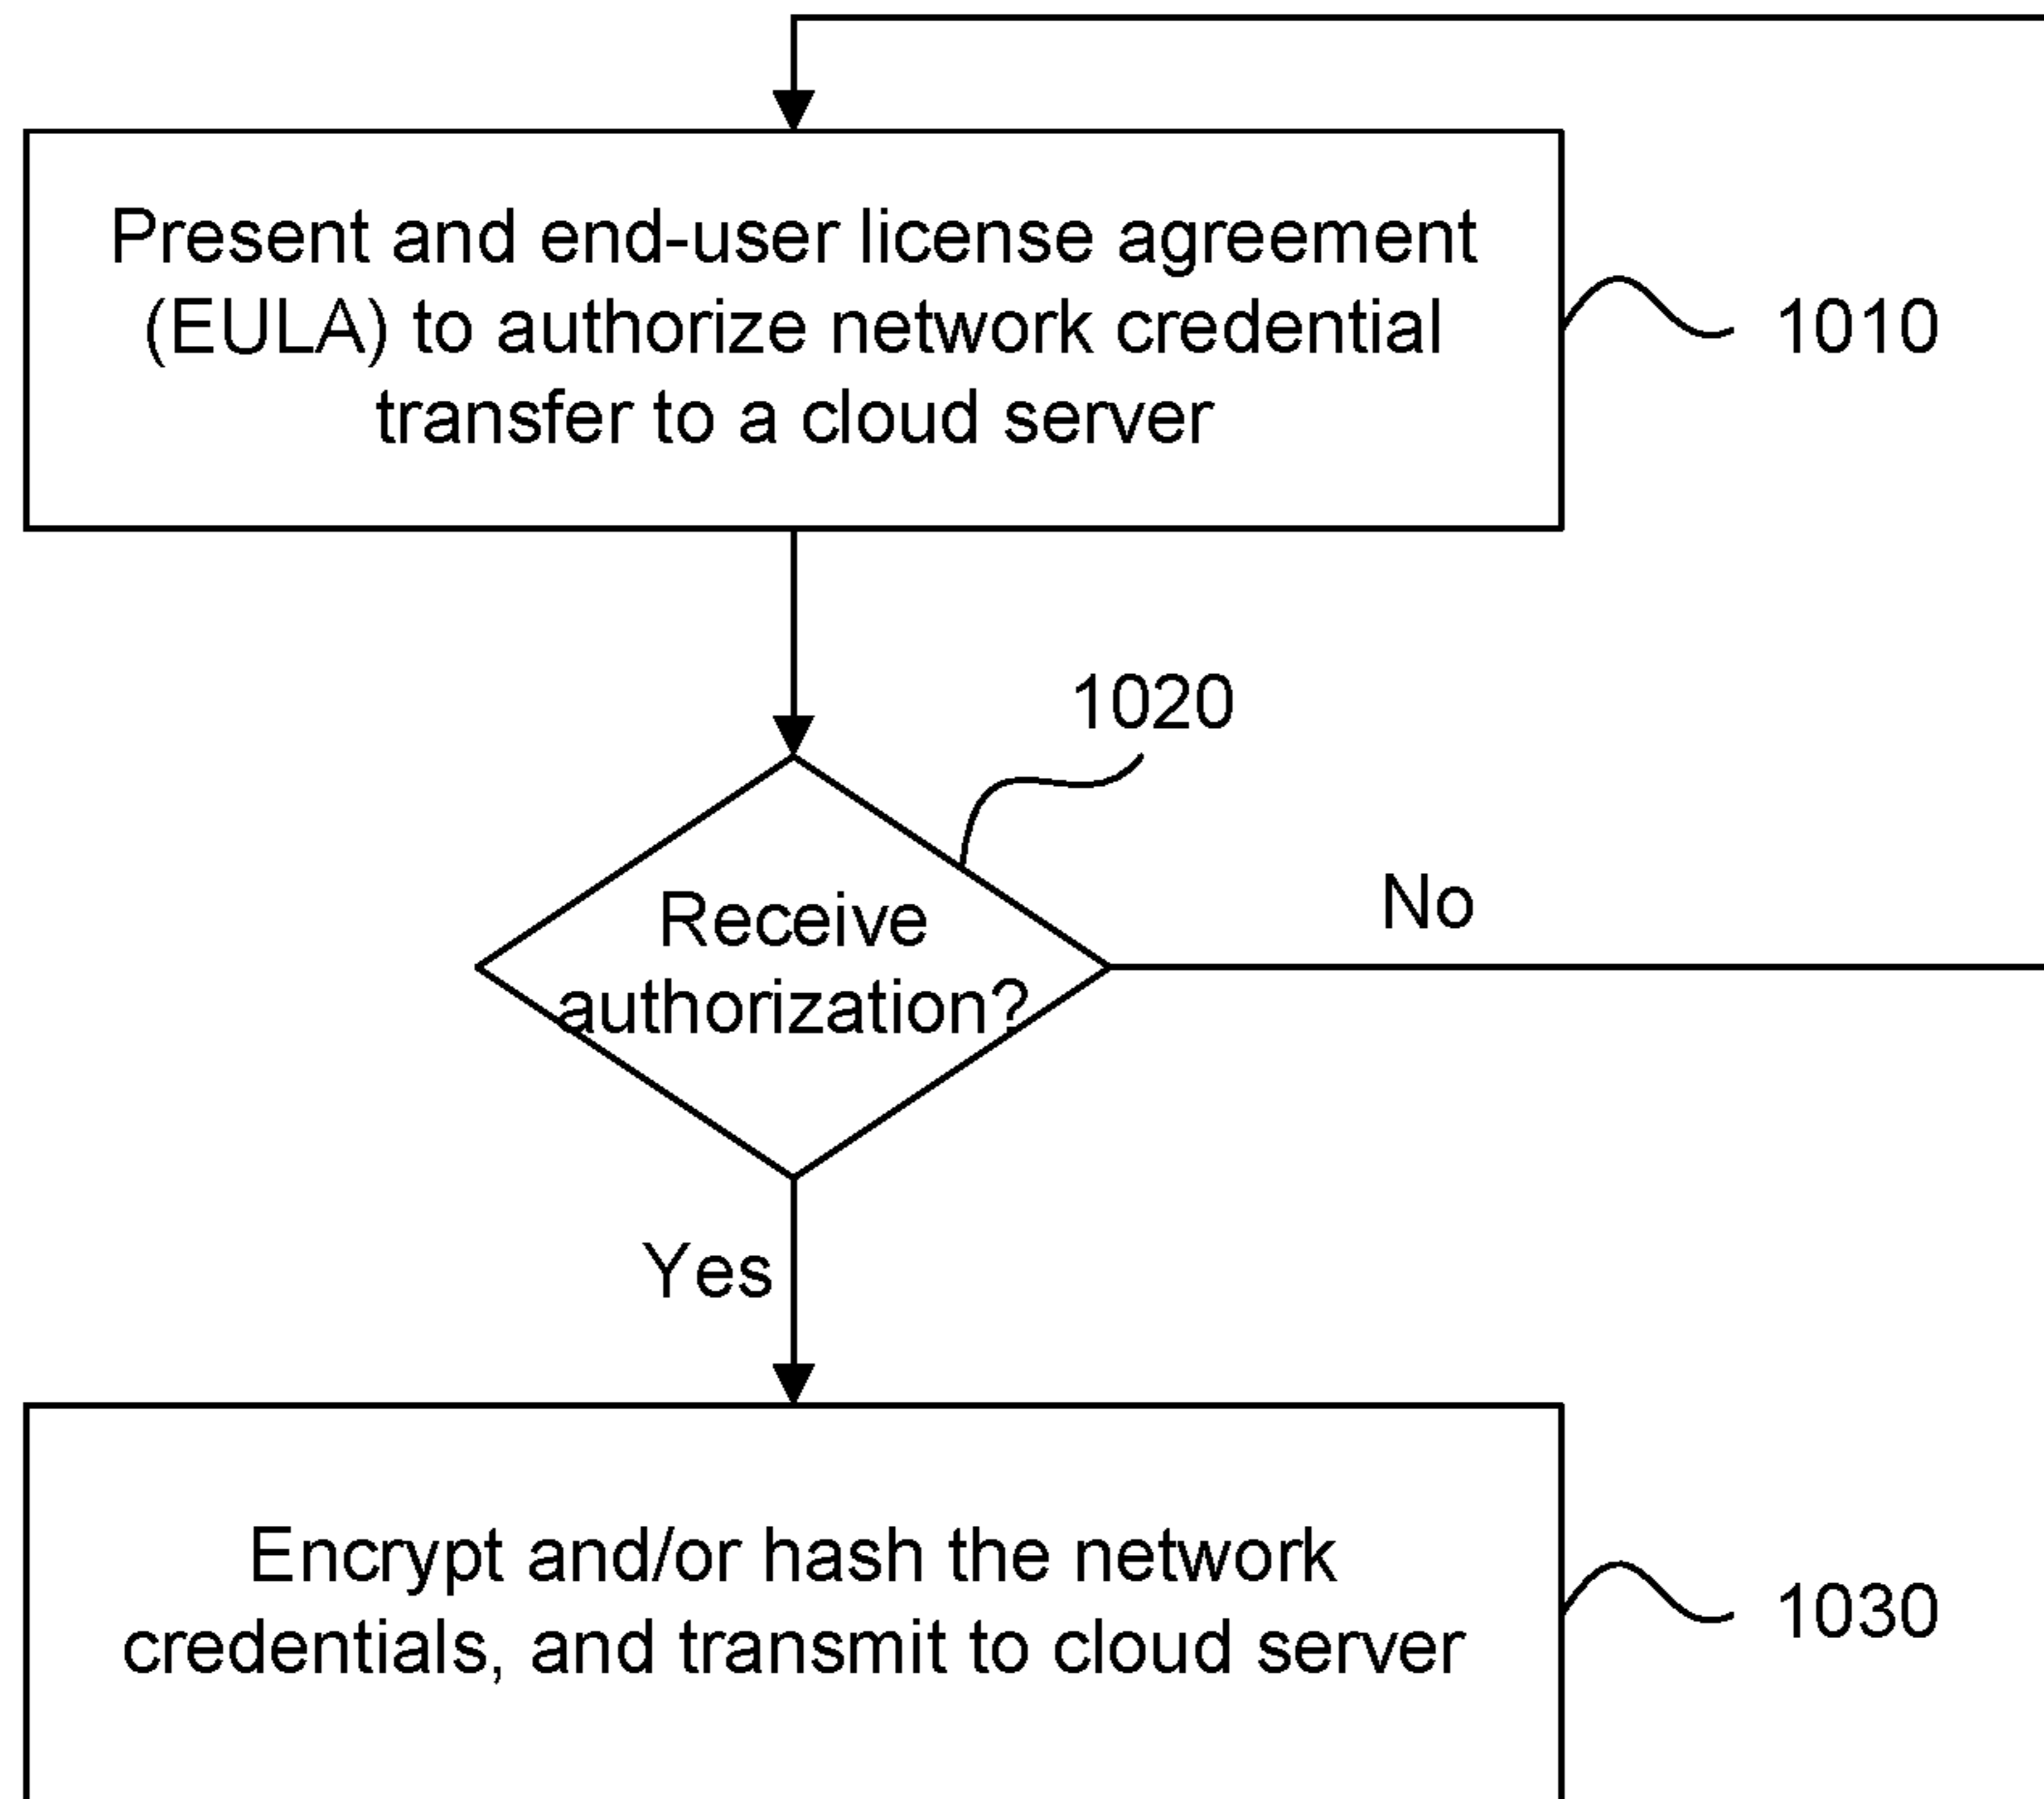 Present and end-user license agreement
(EULA) to authorize network credential
transfer to a cloud server
1010
1020
Receive
authorization?
No
Yes
Encrypt and/or hash the network
credentials, and transmit to cloud server
1030